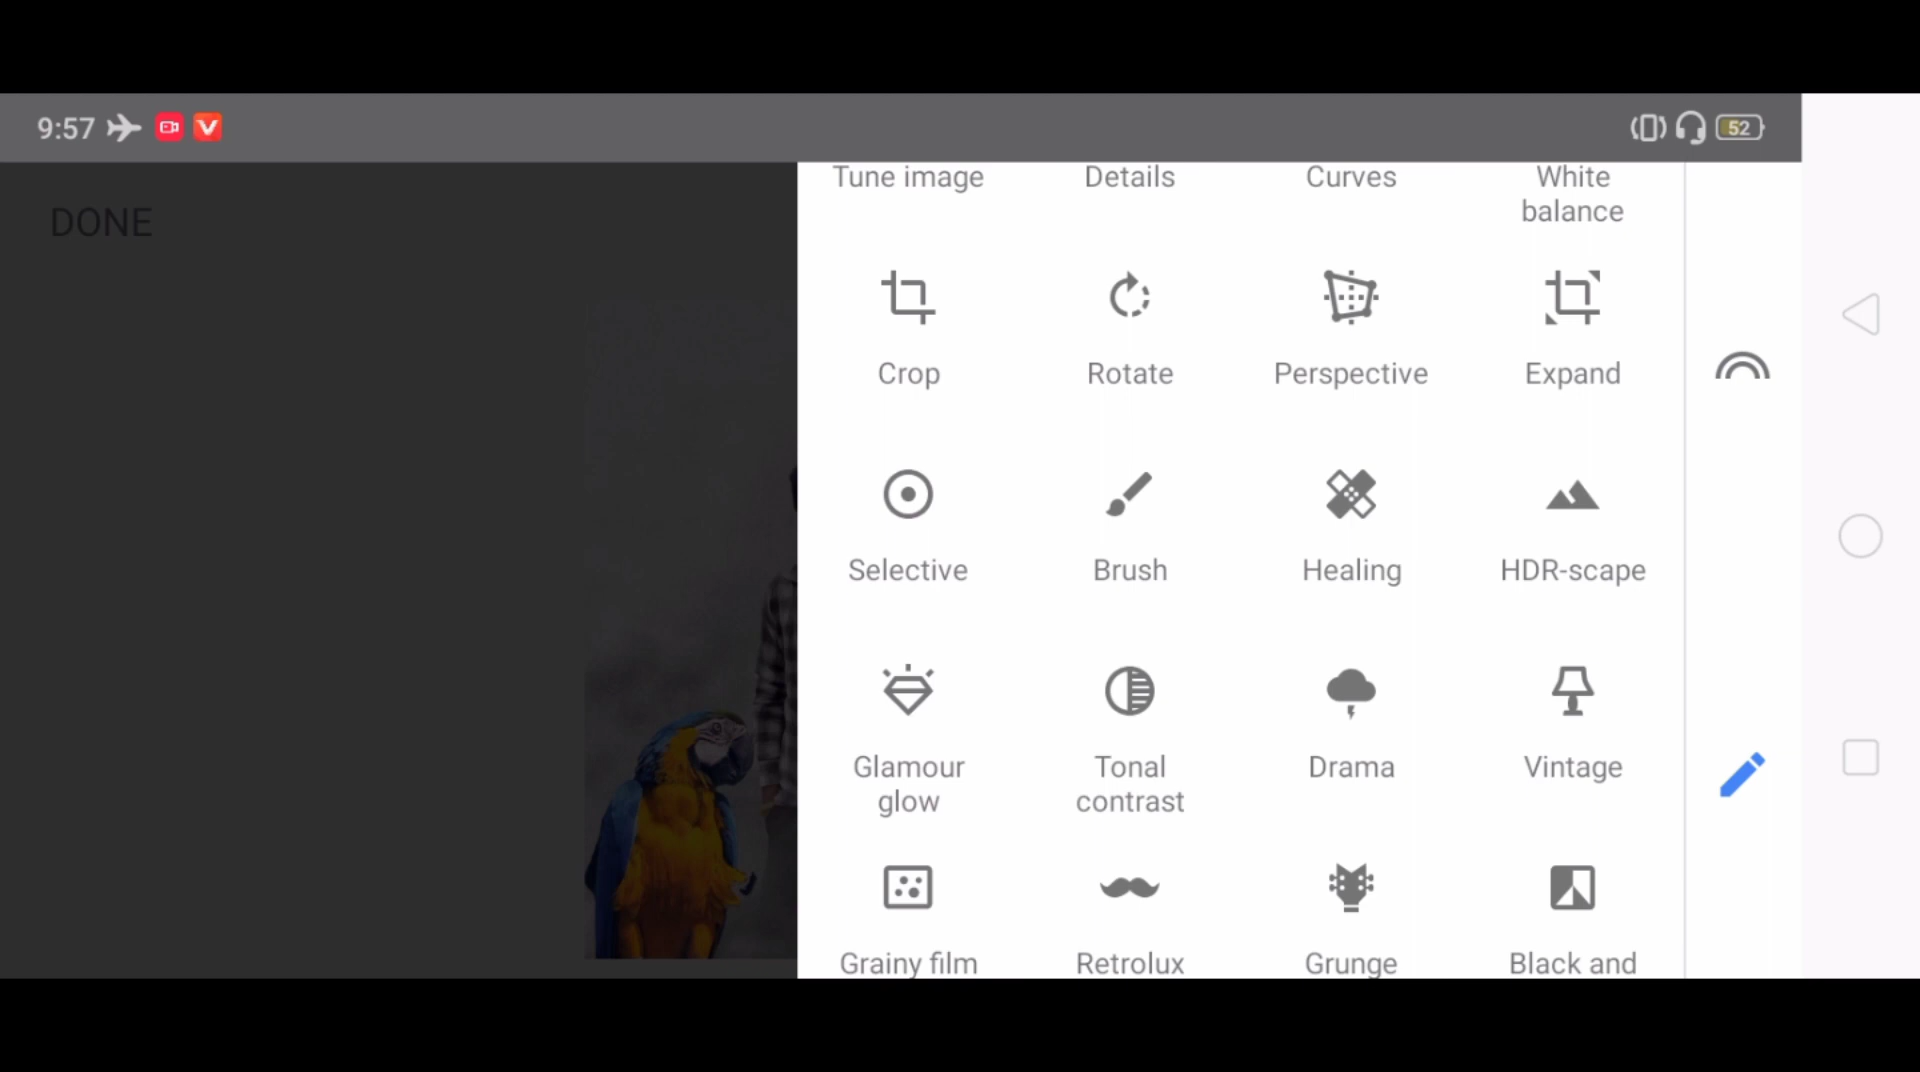 9:57
52
DONE
Tune image Details Curves White
balance
Crop Rotate Perspective Expand
Selective Brush Healing HDR-scape
Glamour Tonal Drama Vintage
glow contrast
Grainy film Retrolux Grunge Black and